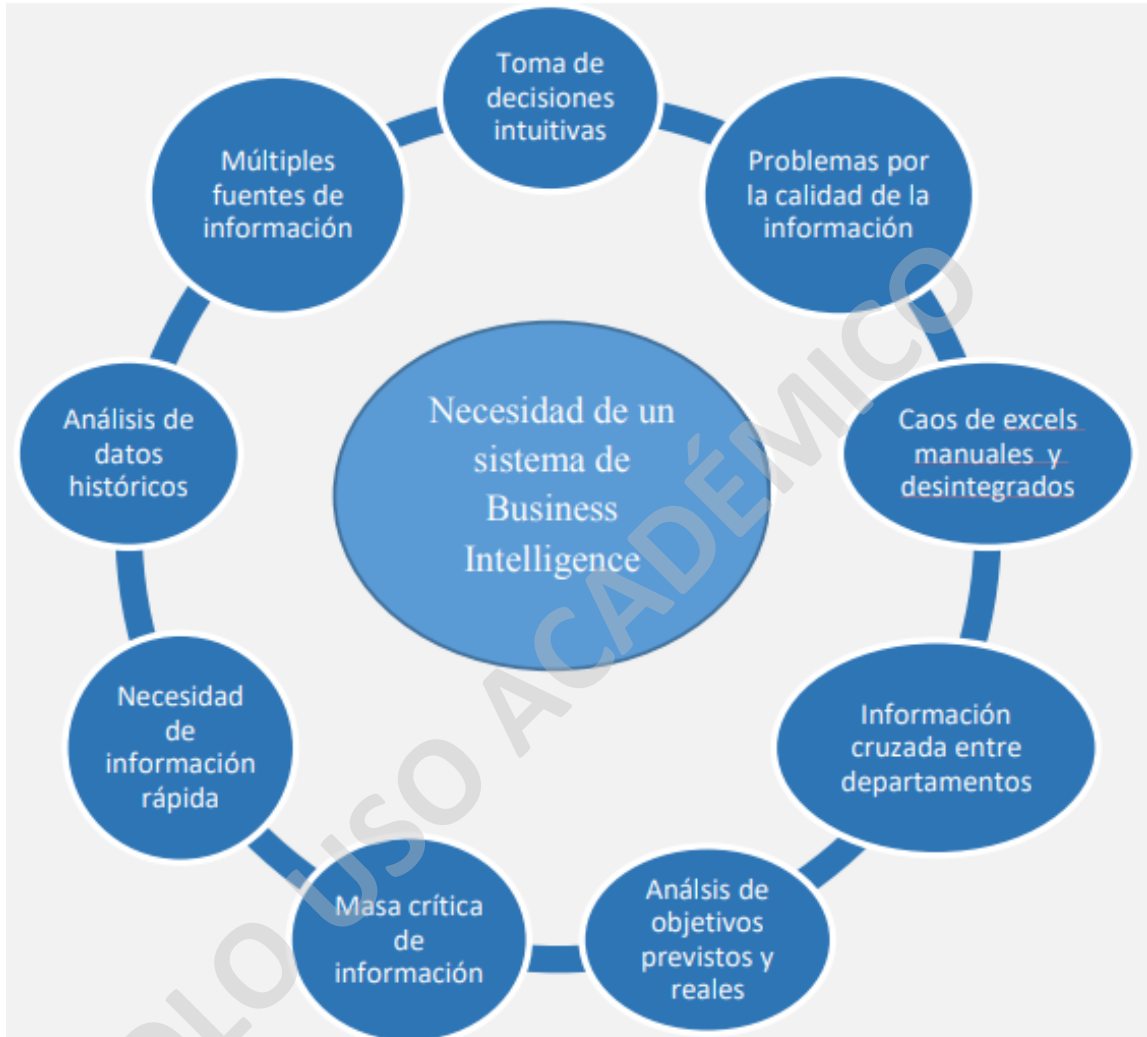 Toma de
decisiones
intuitivas
Problemas por
la calidad de la
información
Caos de excels
manuales y
desintegrados
Información
cruzada entre
departamentos
Análsis de
objetivos
previstos y
reales
Masa crítica
de
información
Necesidad
de
información
rápida
Análisis de
datos
históricos
Múltiples
fuentes de
información
Necesidad de un
sistema de
Business
Intelligence
OLO USO ACADÉMICO